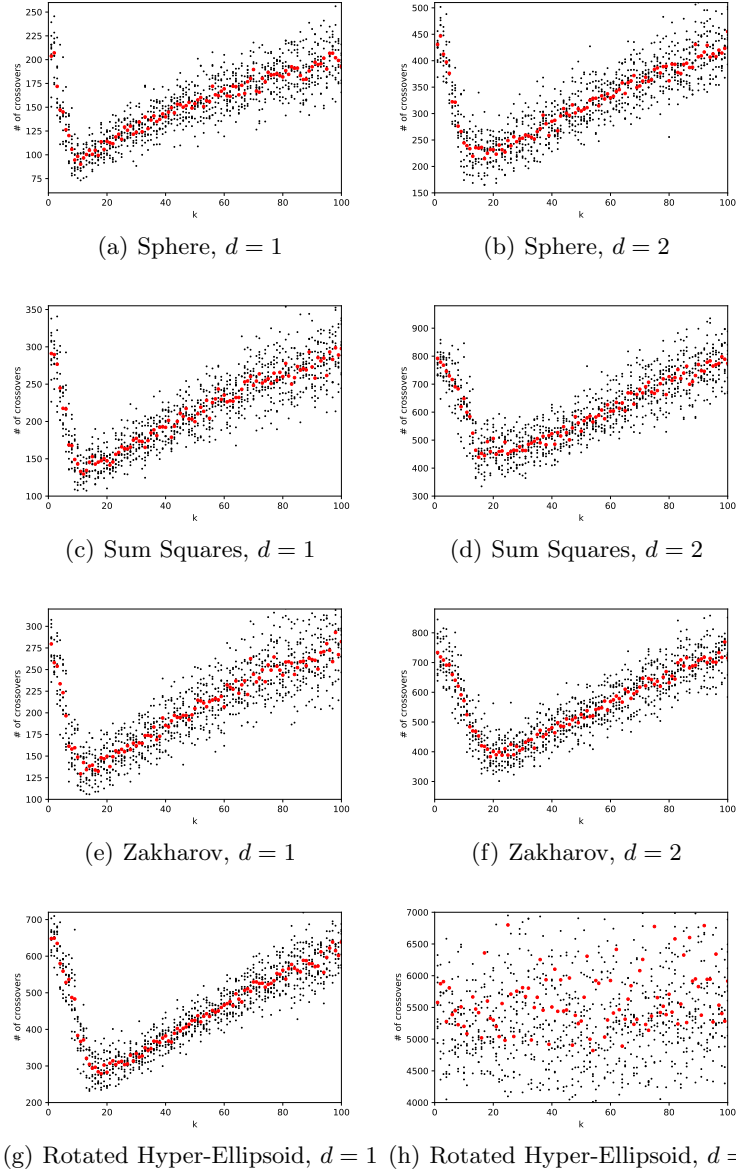 250
225
200
175
150
125
100
75
# of crossovers
0 20 40 60 80 100
k
(a) Sphere, d = 1
500
450
400
350
300
250
200
150
# of crossovers
0 20 40 60 80 100
k
(b) Sphere, d = 2
350
300
250
200
150
100
# of crossovers
0 20 40 60 80 100
k
(c) Sum Squares, d = 1
900
800
700
600
500
400
300
# of crossovers
0 20 40 60 80 100
k
(d) Sum Squares, d = 2
300
275
250
225
200
175
150
125
100
# of crossovers
0 20 40 60 80 100
k
(e) Zakharov, d = 1
800
700
600
500
400
300
# of crossovers
0 20 40 60 80 100
k
(f) Zakharov, d = 2
700
600
500
400
300
200
# of crossovers
0 20 40 60 80 100
k
(g) Rotated Hyper-Ellipsoid, d = 1
7000
6500
6000
5500
5000
4500
4000
# of crossovers
0 20 40 60 80 100
k
(h) Rotated Hyper-Ellipsoid, d =